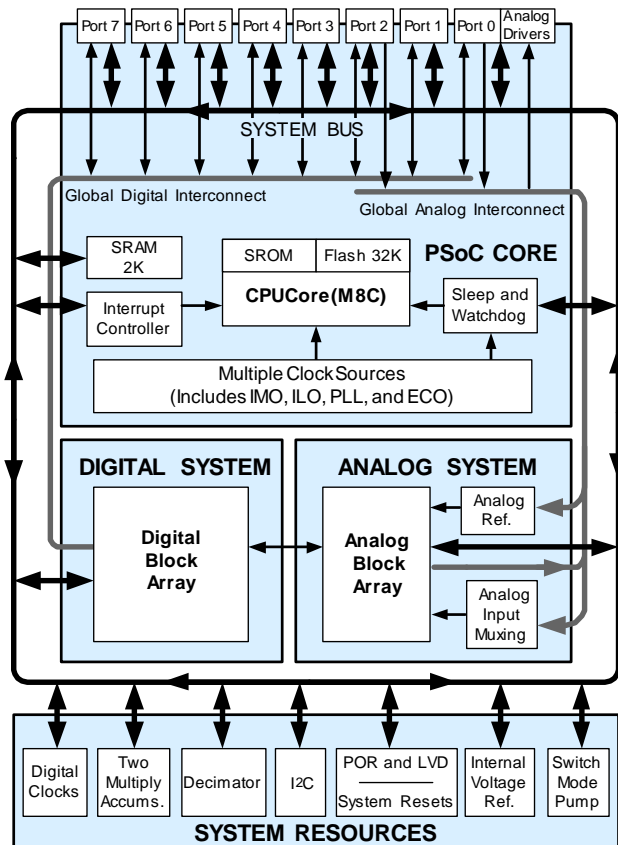 Port 7 Port 6 Port 5 Port 4 Port 3 Port 2 Port 1 Port 0 Analog
Drivers
SYSTEM BUS
Global Digital Interconnect
Global Analog Interconnect
SRAM
2K
SROM Flash 32K
PSoC CORE
CPUCore(M8C)
Interrupt
Controller
Sleep and
Watchdog
Multiple Clock Sources
(Includes IMO, ILO, PLL, and ECO)
DIGITAL SYSTEM
ANALOG SYSTEM
Digital
Block
Array
Analog
Block
Array
Analog
Ref.
Analog
Input
Muxing
Digital
Clocks
Two
Multiply
Accums.
Decimator
I2C
POR and LVD
System Resets
Internal
Voltage
Ref.
Switch
Mode
Pump
SYSTEM RESOURCES